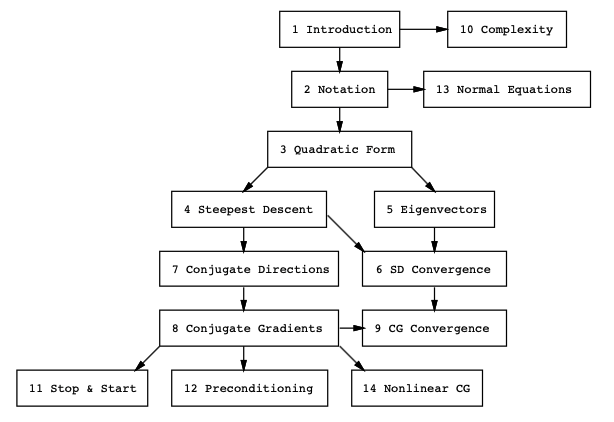 1 Introduction
10 Complexity
2 Notation
13 Normal Equations
3 Quadratic Form
4 Steepest Descent
5 Eigenvectors
7 Conjugate Directions
6 SD Convergence
8 Conjugate Gradients
9 CG Convergence
11 Stop & Start
12 Preconditioning
14 Nonlinear CG